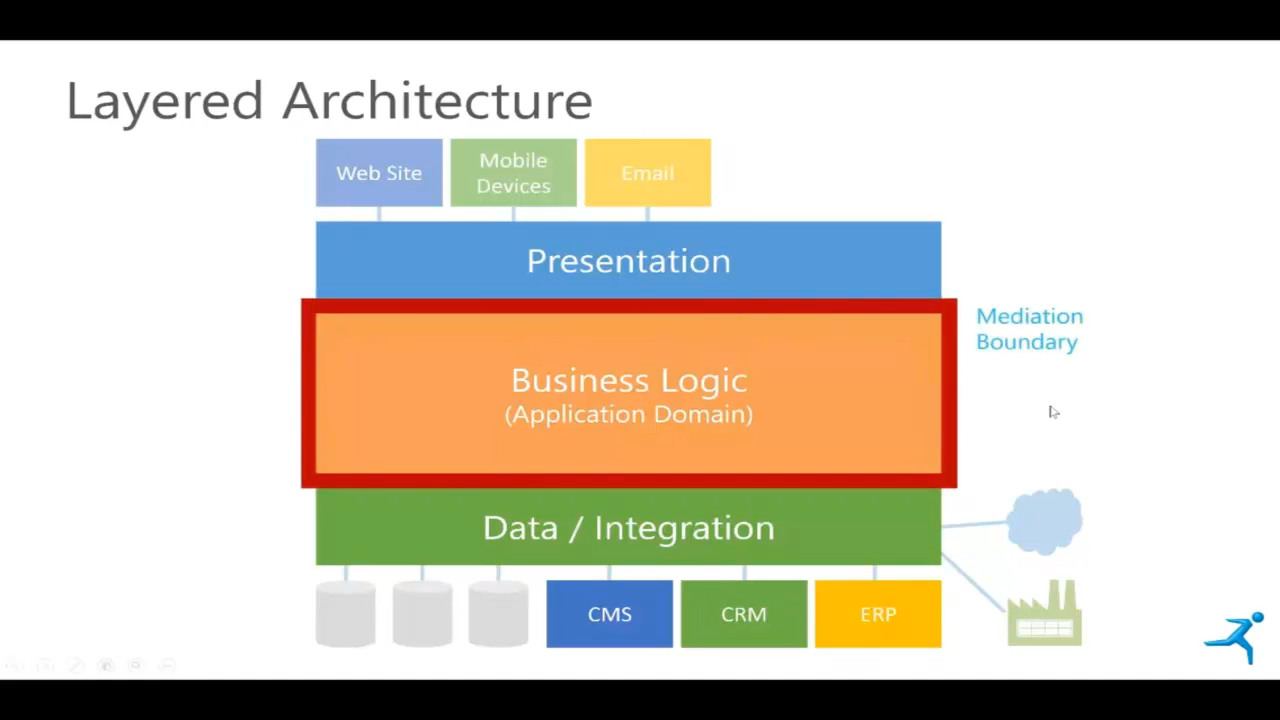 Layered Architecture
Web Site
Mobile
Devices
Email
Presentation
Mediation
Boundary
Business Logic
(Application Domain)
Data / Integration
CMS
CRM
ERP